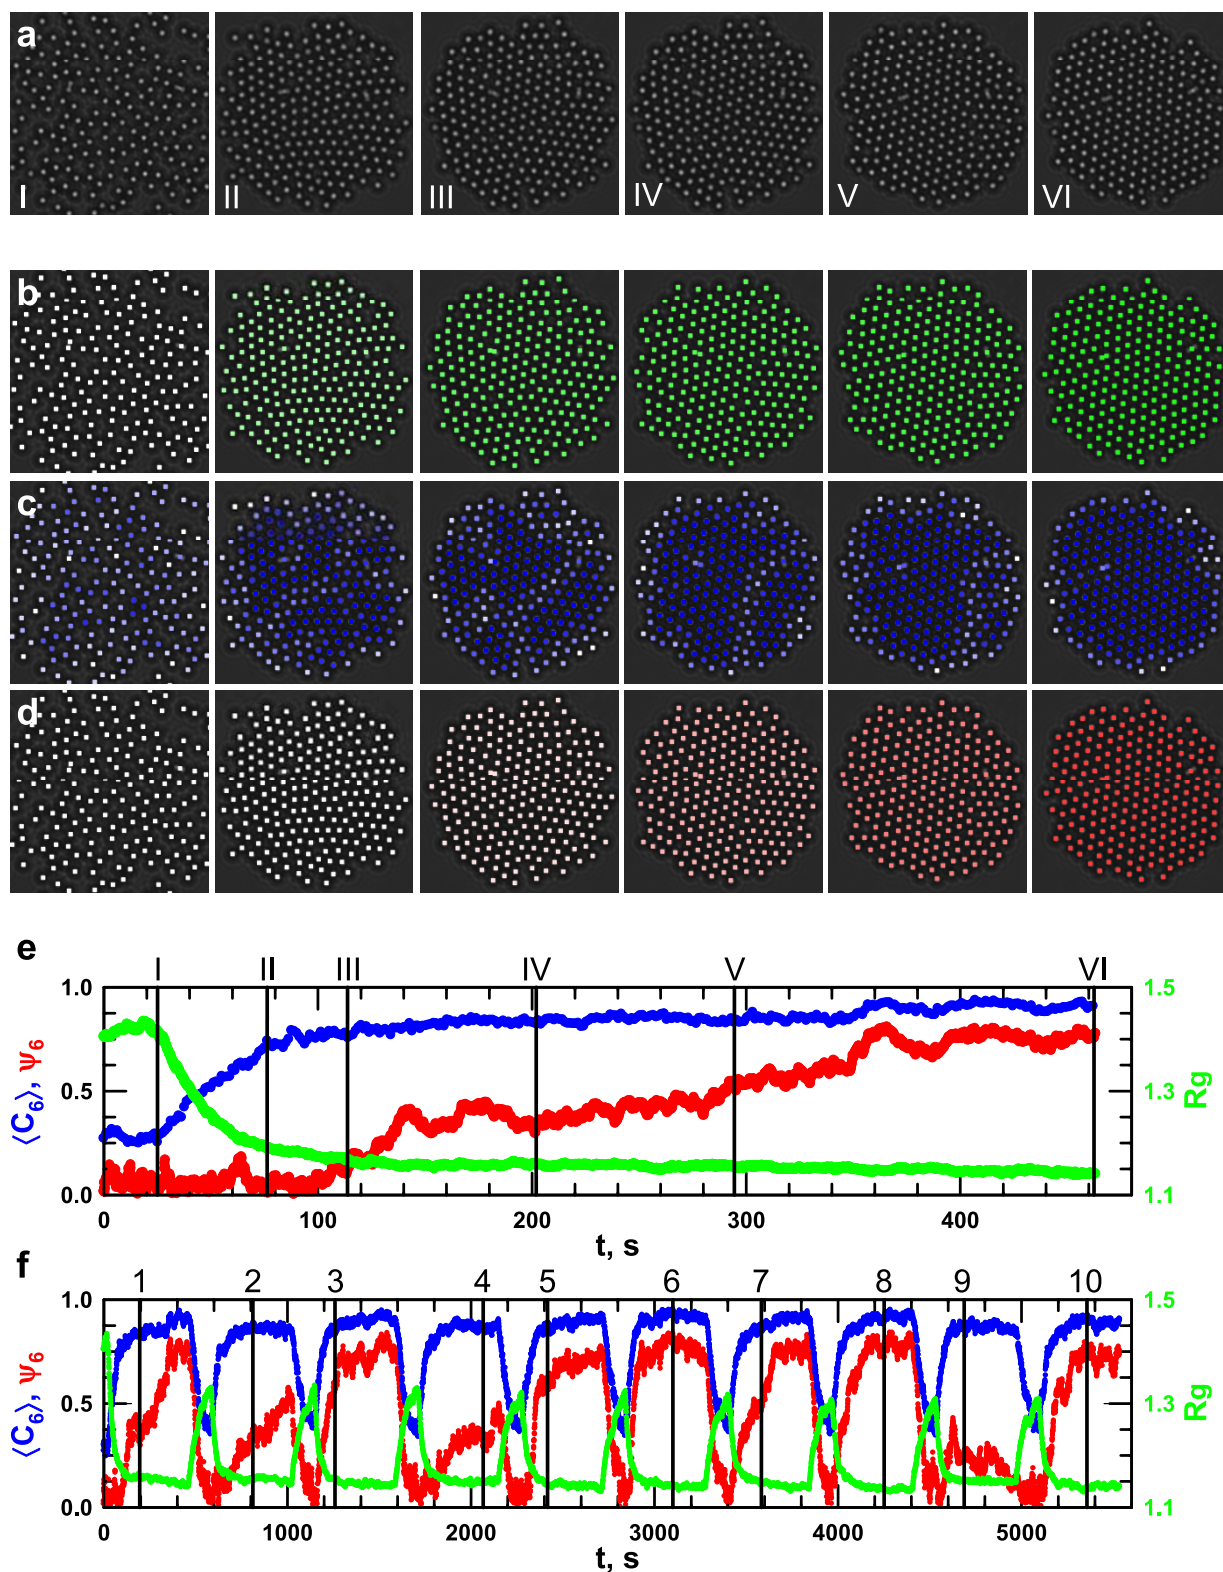 a
I II III IV V VI
b
c
d
e
I II III IV V VI
1.0 1.5
0.5 1.3
0.0 1.1
⟨C₆⟩, ψ₆
Rg
0 100 200 300 400
t, s
f
1 2 3 4 5 6 7 8 9 10
1.0 1.5
0.5 1.3
0.0 1.1
⟨C₆⟩, ψ₆
Rg
0 1000 2000 3000 4000 5000
t, s